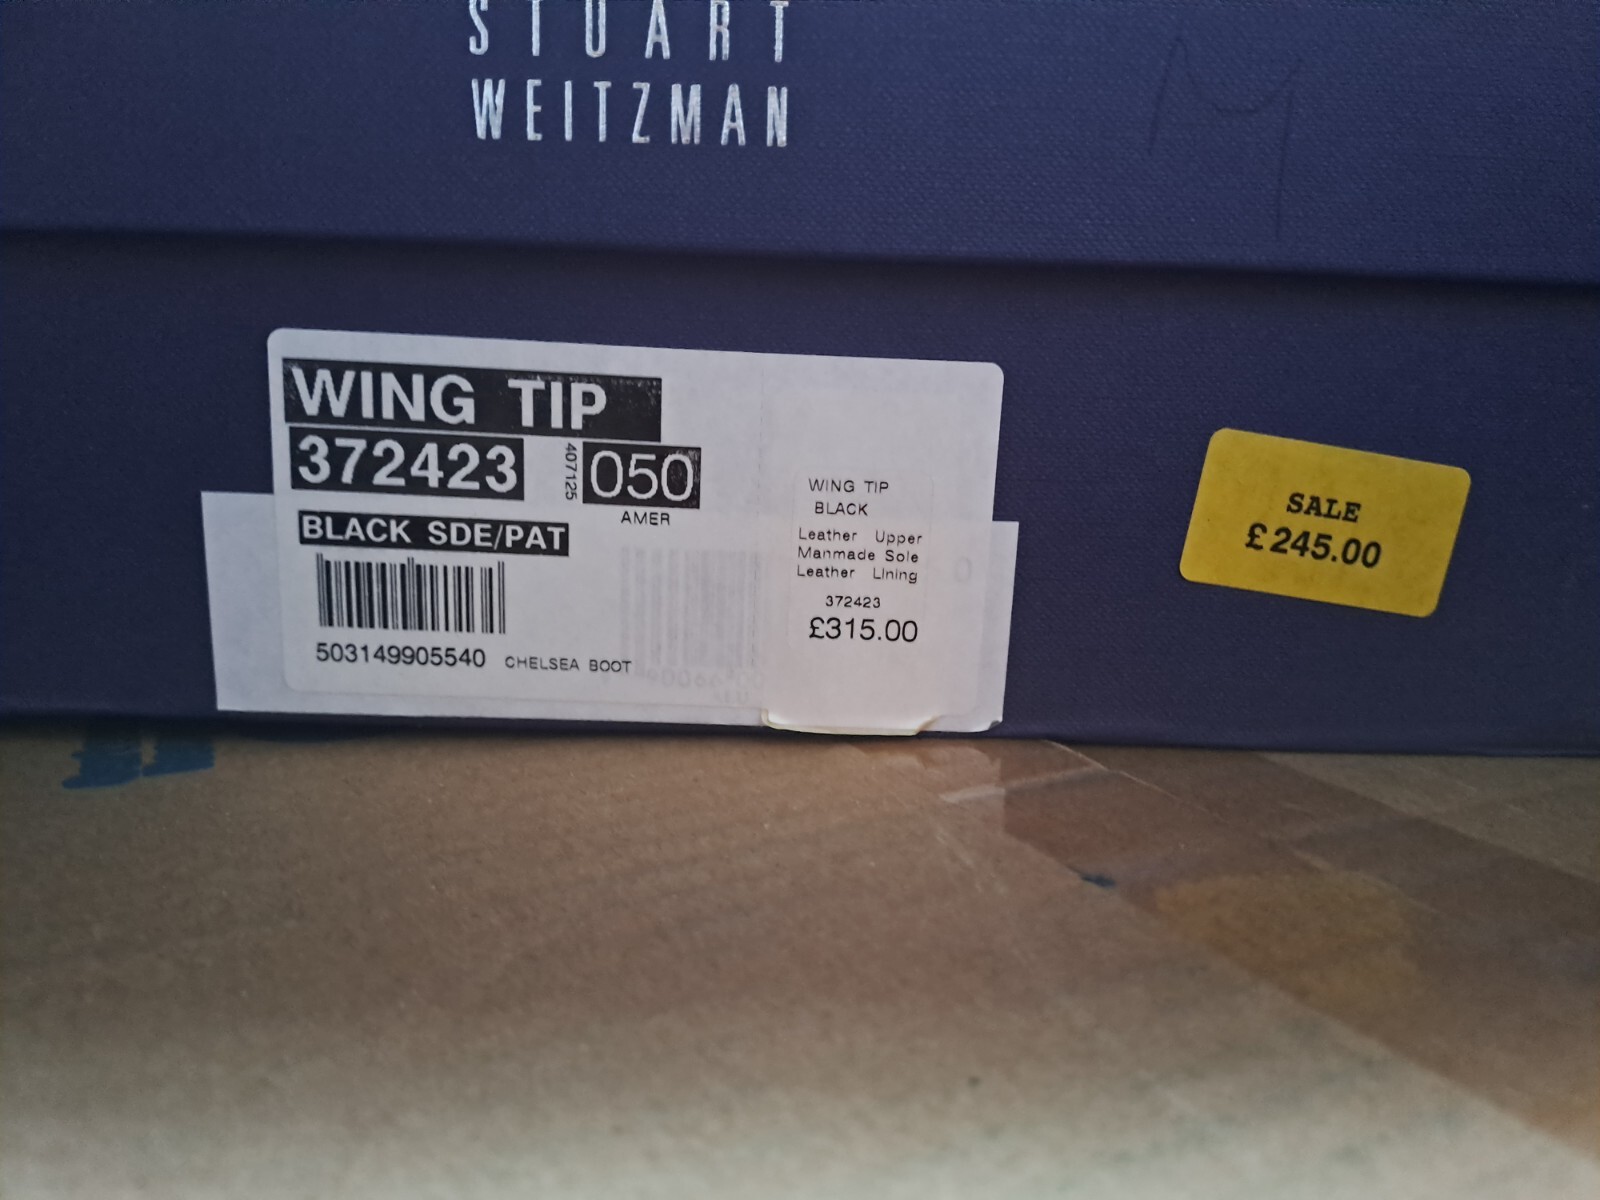 STUART
WEITZMAN
WING TIP
372423
407125
050
AMER
BLACK SDE/PAT
503149905540 CHELSEA BOOT
WING TIP
BLACK
Leather Upper
Manmade Sole
Leather Lining
372423
£315.00
SALE
£245.00